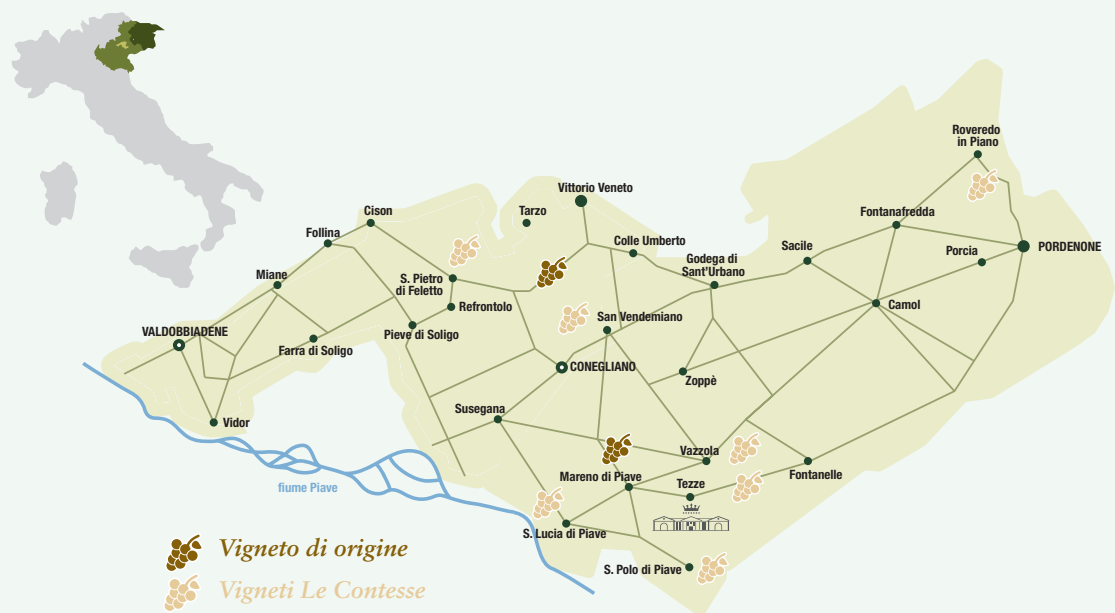 Roveredo
in Piano
Vittorio Veneto
Cison
Tarzo
Fontanafredda
Follina
Colle Umberto
Sacile
PORDENONE
Porcia
Godega di
Sant'Urbano
Miane
S. Pietro
di Feletto
Refrontolo
Camol
San Vendemiano
VALDOBBIADENE
Pieve di Soligo
Farra di Soligo
CONEGLIANO
Zoppè
Susegana
Vidor
Vazzola
Mareno di Piave
Tezze
Fontanelle
fiume Piave
S. Lucia di Piave
S. Polo di Piave
Vigneto di origine
Vigneti Le Contesse